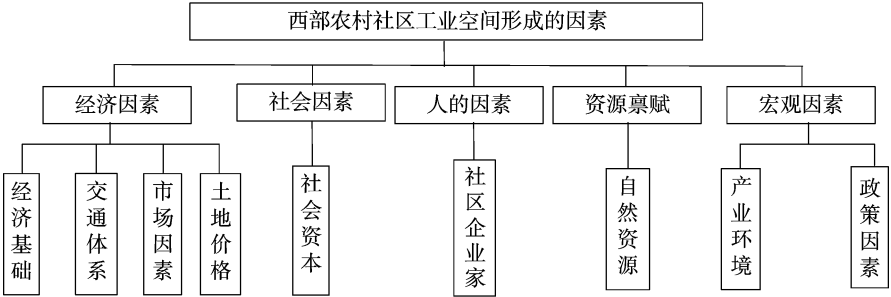 西部农村社区工业空间形成的因素
经济因素
社会因素
人的因素
资源禀赋
宏观因素
经济基础
交通体系
市场因素
土地价格
社会资本
社区企业家
自然资源
产业环境
政策因素